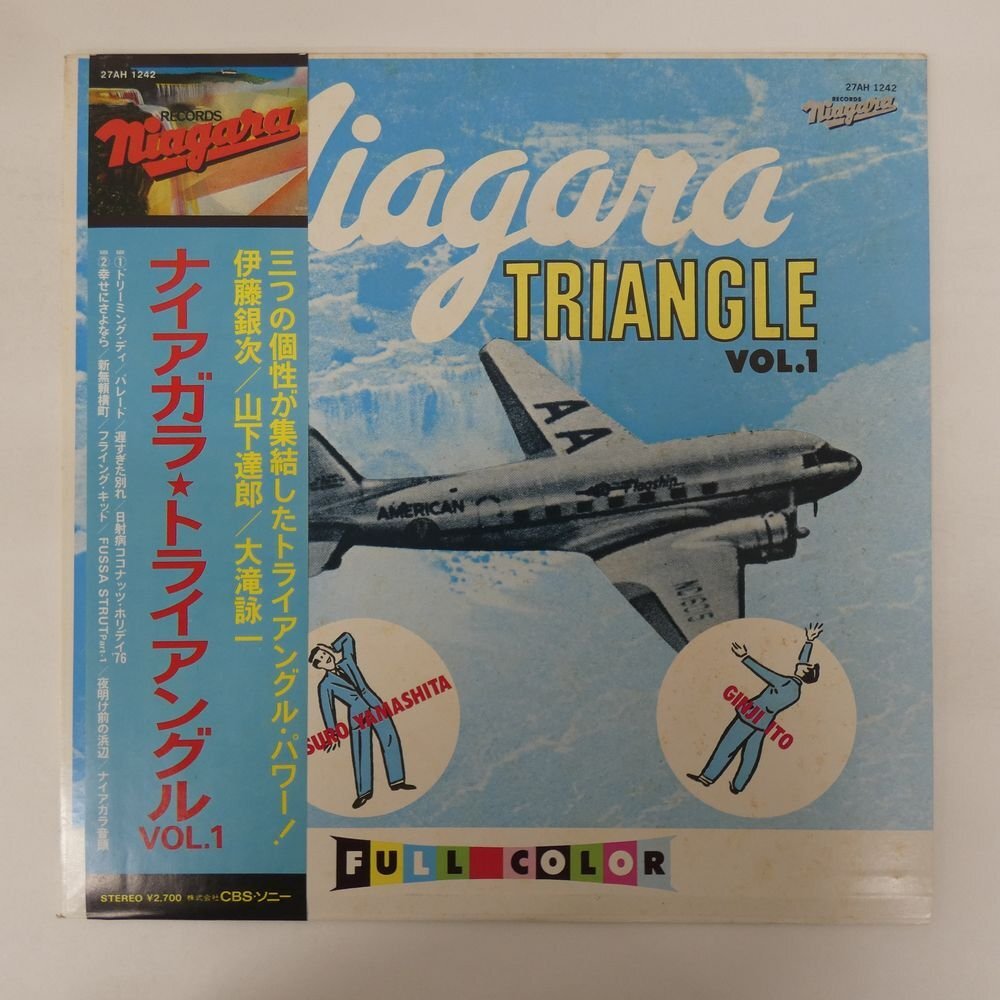 27AH 1242
RECORDS
Niagara
三つの個性が集結したトライアングル・パワー!
伊藤銀次/山下達郎/大滝詠一
ナイアガラ★トライアングル
VOL.1
①ドリーミング・デイ/パレード/遅すぎた別れ/日射病ココナッツ・ホリデイ'76
②幸せにさよなら/新無頼横町/フライング・キッド/FUSSA STRUT Part-1/夜明け前の浜辺/ナイアガラ音頭
STEREO ¥2,700 株式会社CBS・ソニー
27AH 1242
RECORDS
Niagara
Niagara
TRIANGLE
VOL.1
AA
AMERICAN
Flagship
SURO YAMASHITA
GINJI ITO
FULL COLOR